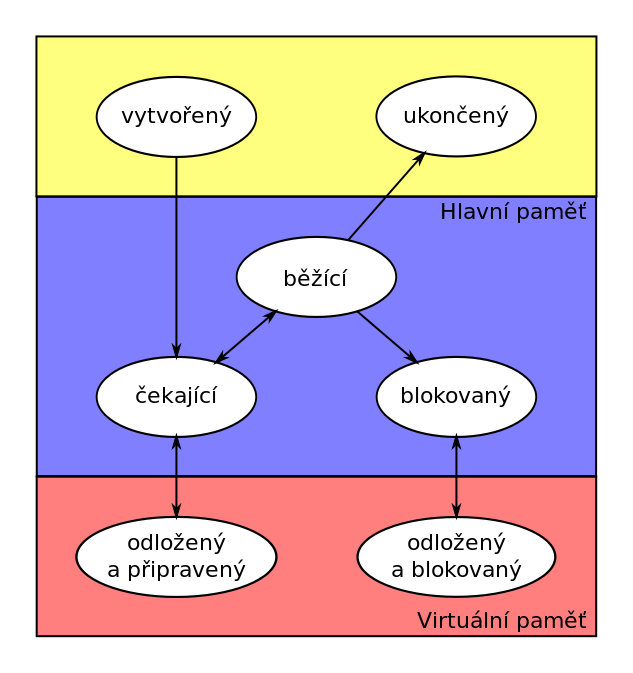 vytvořený
ukončený
Hlavní paměť
běžící
čekající
blokovaný
odložený
a připravený
odložený
a blokovaný
Virtuální paměť